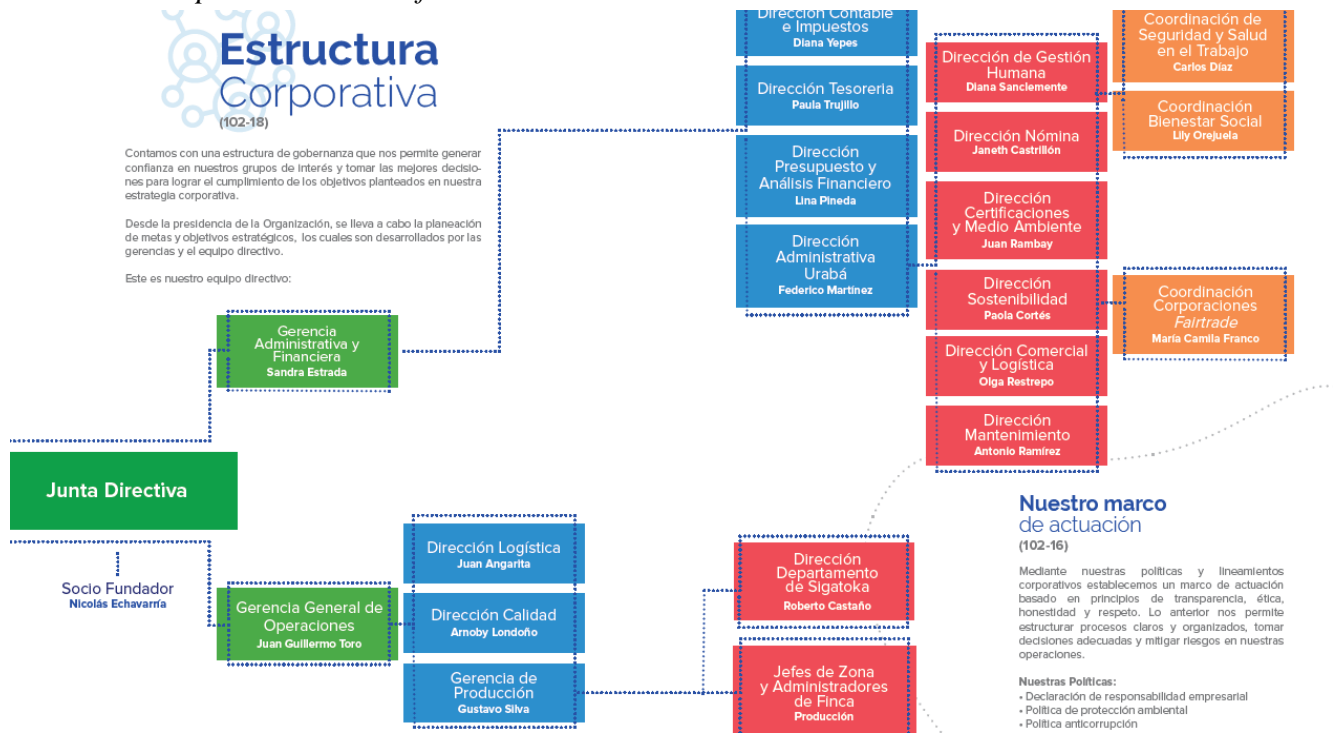 Estructura
Corporativa
(102-18)
Contamos con una estructura de gobernanza que nos permite generar
confianza en nuestros grupos de interés y tomar las mejores decisio-
nes para lograr el cumplimiento de los objetivos planteados en nuestra
estrategia corporativa.
Desde la presidencia de la Organización, se lleva a cabo la planeación
de metas y objetivos estratégicos, los cuales son desarrollados por las
gerencias y el equipo directivo.
Este es nuestro equipo directivo:
Gerencia
Administrativa y
Financiera
Sandra Estrada
Junta Directiva
Socio Fundador
Nicolás Echavarría
Gerencia General de
Operaciones
Juan Guillermo Toro
Dirección Logística
Juan Angarita
Dirección Calidad
Arnoby Londoño
Gerencia de
Producción
Gustavo Silva
Dirección Contable
e Impuestos
Diana Yepes
Dirección Tesoreria
Paula Trujillo
Dirección
Presupuesto y
Análisis Financiero
Lina Pineda
Dirección
Administrativa
Urabá
Federico Martínez
Dirección de Gestión
Humana
Diana Sanclemente
Dirección Nómina
Janeth Castrillón
Dirección
Certificaciones
y Medio Ambiente
Juan Rambay
Dirección
Sostenibilidad
Paola Cortés
Dirección Comercial
y Logística
Olga Restrepo
Dirección
Mantenimiento
Antonio Ramírez
Coordinación de
Seguridad y Salud
en el Trabajo
Carlos Díaz
Coordinación
Bienestar Social
Lily Orejuela
Coordinación
Corporaciones
Fairtrade
María Camila Franco
Dirección
Departamento
de Sigatoka
Roberto Castaño
Jefes de Zona
y Administradores
de Finca
Producción
Nuestro marco
de actuación
(102-16)
Mediante nuestras políticas y lineamientos
corporativos establecemos un marco de actuación
basado en principios de transparencia, ética,
honestidad y respeto. Lo anterior nos permite
estructurar procesos claros y organizados, tomar
decisiones adecuadas y mitigar riesgos en nuestras
operaciones.
Nuestras Políticas:
• Declaración de responsabilidad empresarial
• Política de protección ambiental
• Política anticorrupción